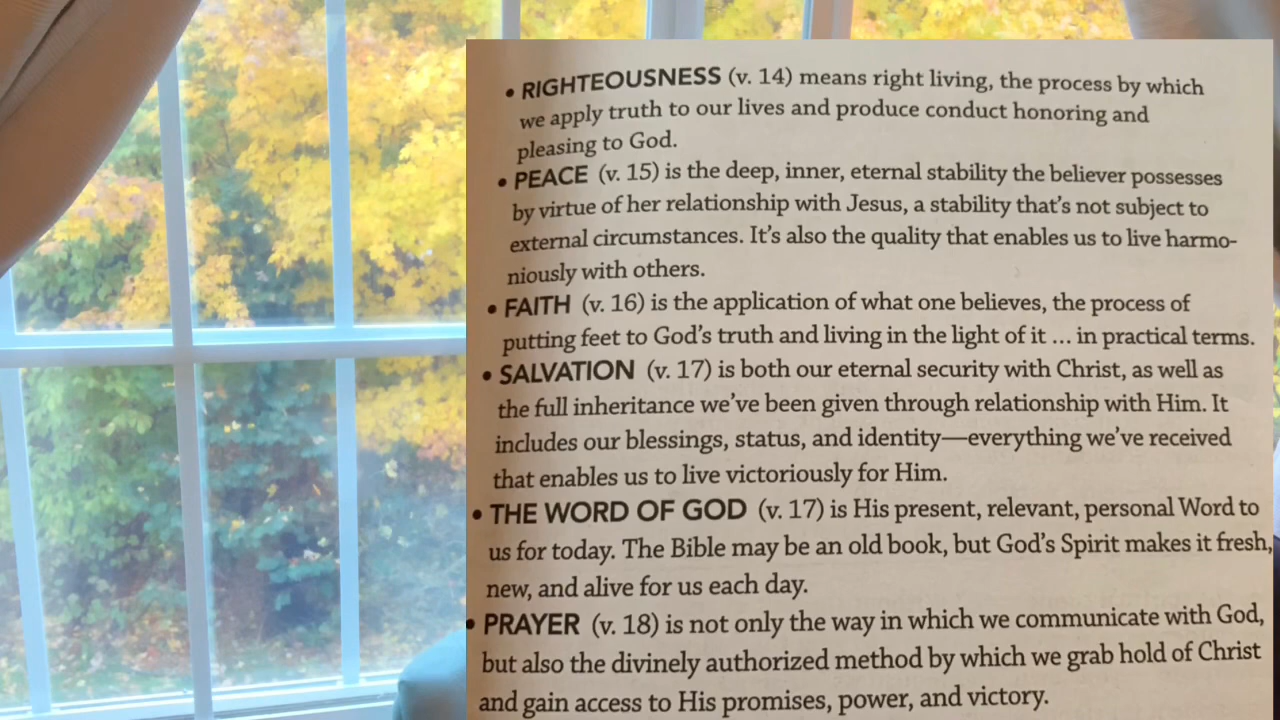 • RIGHTEOUSNESS (v. 14) means right living, the process by which
we apply truth to our lives and produce conduct honoring and
pleasing to God.
• PEACE (v. 15) is the deep, inner, eternal stability the believer possesses
by virtue of her relationship with Jesus, a stability that's not subject to
external circumstances. It's also the quality that enables us to live harmo-
niously with others.
• FAITH (v. 16) is the application of what one believes, the process of
putting feet to God's truth and living in the light of it ... in practical terms.
• SALVATION (v. 17) is both our eternal security with Christ, as well as
the full inheritance we've been given through relationship with Him. It
includes our blessings, status, and identity—everything we've received
that enables us to live victoriously for Him.
• THE WORD OF GOD (v. 17) is His present, relevant, personal Word to
us for today. The Bible may be an old book, but God's Spirit makes it fresh,
new, and alive for us each day.
• PRAYER (v. 18) is not only the way in which we communicate with God,
but also the divinely authorized method by which we grab hold of Christ
and gain access to His promises, power, and victory.